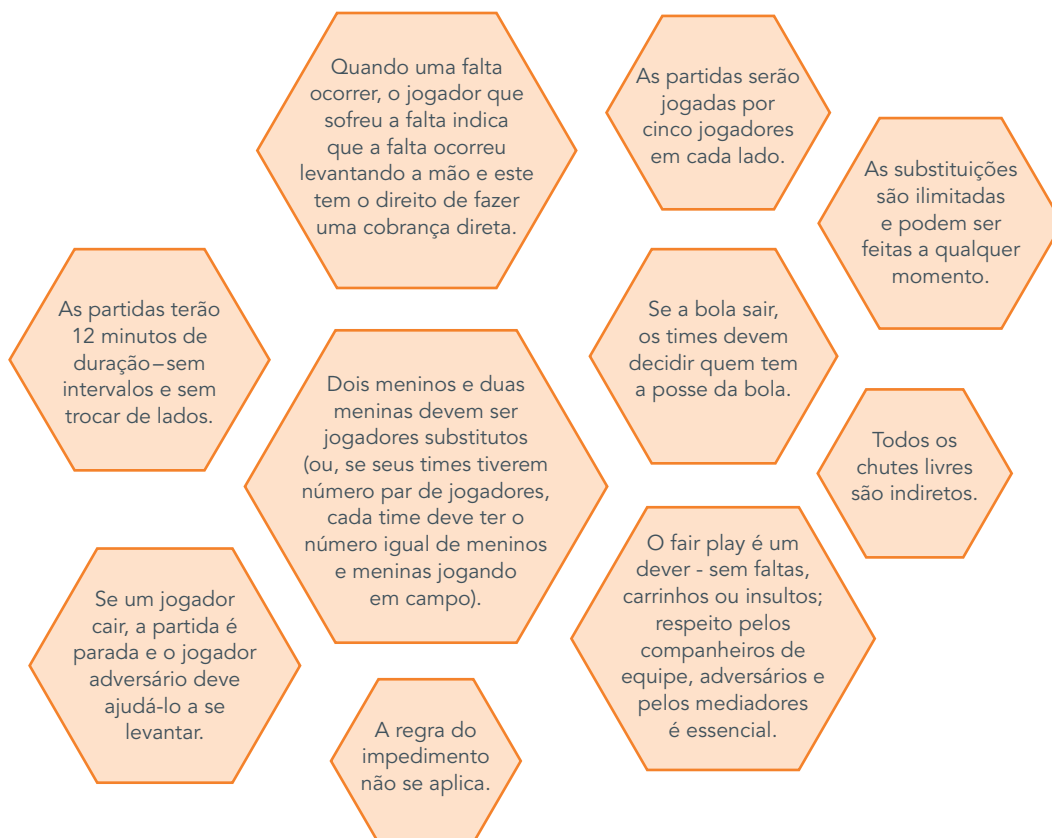 Quando uma falta
ocorrer, o jogador que
sofreu a falta indica
que a falta ocorreu
levantando a mão e este
tem o direito de fazer
uma cobrança direta.
As partidas serão
jogadas por
cinco jogadores
em cada lado.
As substituições
são ilimitadas
e podem ser
feitas a qualquer
momento.
As partidas terão
12 minutos de
duração–sem
intervalos e sem
trocar de lados.
Se a bola sair,
os times devem
decidir quem tem
a posse da bola.
Dois meninos e duas
meninas devem ser
jogadores substitutos
(ou, se seus times tiverem
número par de jogadores,
cada time deve ter o
número igual de meninos
e meninas jogando
em campo).
Todos os
chutes livres
são indiretos.
O fair play é um
dever - sem faltas,
carrinhos ou insultos;
respeito pelos
companheiros de
equipe, adversários e
pelos mediadores
é essencial.
Se um jogador
cair, a partida é
parada e o jogador
adversário deve
ajudá-lo a se
levantar.
A regra do
impedimento
não se aplica.